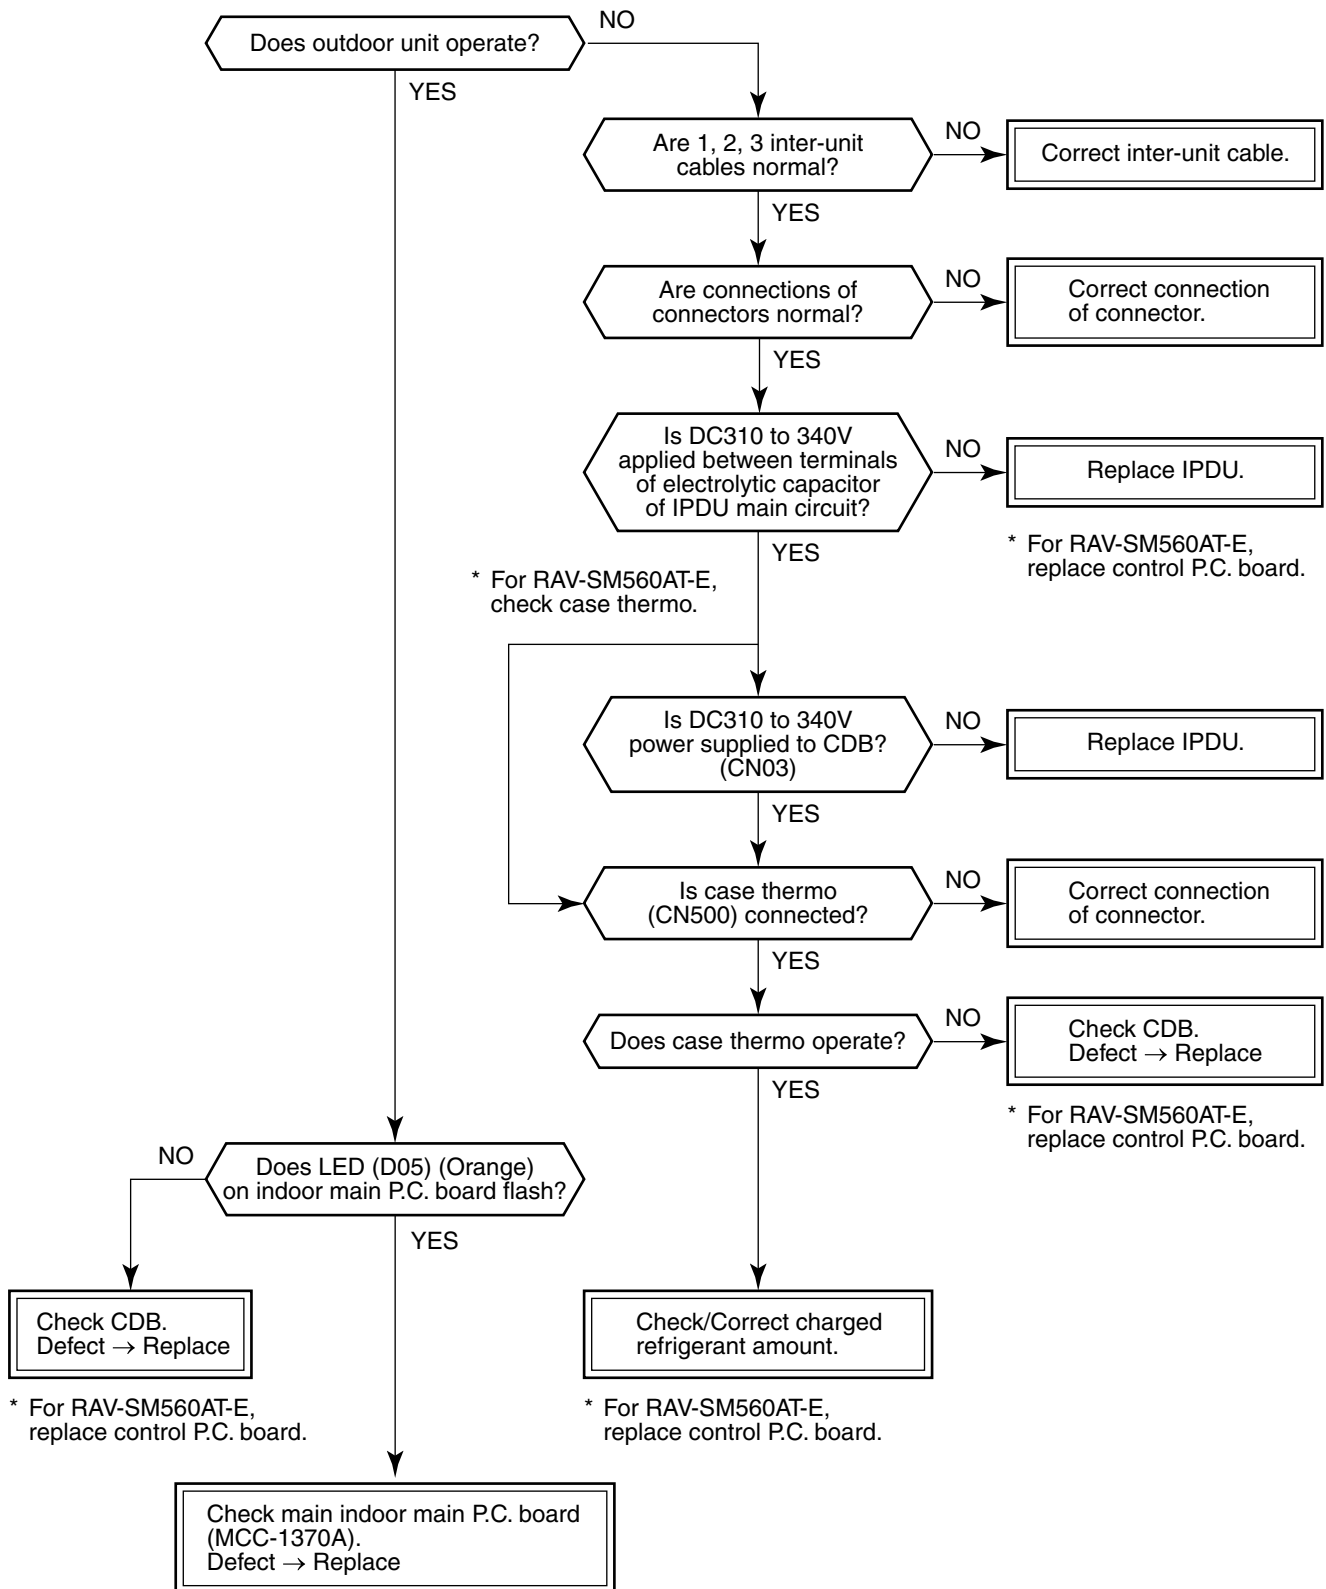 Does outdoor unit operate?
NO
YES
Are 1, 2, 3 inter-unit
cables normal?
NO
Correct inter-unit cable.
YES
Are connections of
connectors normal?
NO
Correct connection
of connector.
YES
Is DC310 to 340V
applied between terminals
of electrolytic capacitor
of IPDU main circuit?
NO
Replace IPDU.
* For RAV-SM560AT-E,
replace control P.C. board.
YES
* For RAV-SM560AT-E,
check case thermo.
Is DC310 to 340V
power supplied to CDB?
(CN03)
NO
Replace IPDU.
YES
Is case thermo
(CN500) connected?
NO
Correct connection
of connector.
YES
Does case thermo operate?
NO
Check CDB.
Defect → Replace
* For RAV-SM560AT-E,
replace control P.C. board.
YES
Does LED (D05) (Orange)
on indoor main P.C. board flash?
NO
YES
Check CDB.
Defect → Replace
* For RAV-SM560AT-E,
replace control P.C. board.
Check/Correct charged
refrigerant amount.
* For RAV-SM560AT-E,
replace control P.C. board.
Check main indoor main P.C. board
(MCC-1370A).
Defect → Replace